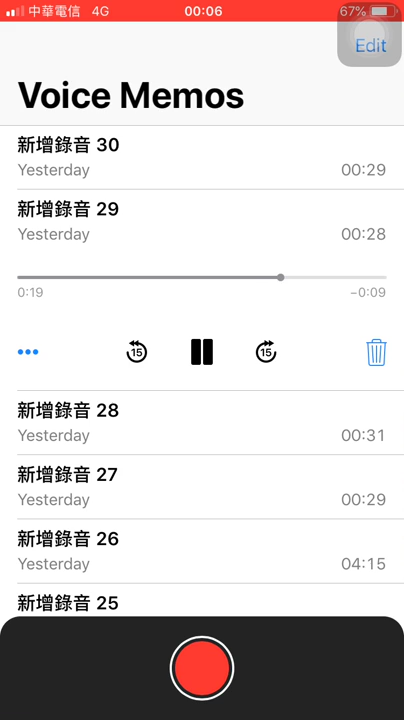 中華電信 4G 00:06 67%
Edit
Voice Memos
新增錄音 30
Yesterday 00:29
新增錄音 29
Yesterday 00:28
0:19 −0:09
15 15
新增錄音 28
Yesterday 00:31
新增錄音 27
Yesterday 00:29
新增錄音 26
Yesterday 04:15
新增錄音 25